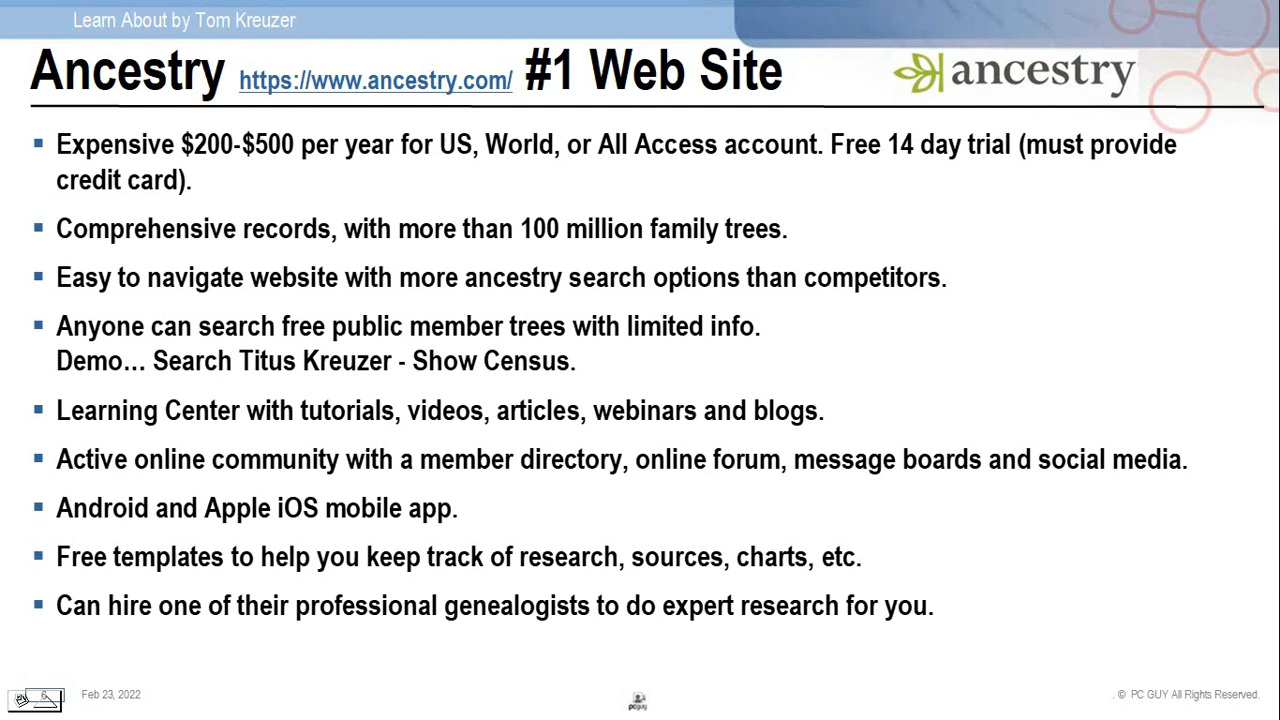 Learn About by Tom Kreuzer
Ancestry https://www.ancestry.com/ #1 Web Site
ancestry
Expensive $200-$500 per year for US, World, or All Access account. Free 14 day trial (must provide
credit card).
Comprehensive records, with more than 100 million family trees.
Easy to navigate website with more ancestry search options than competitors.
Anyone can search free public member trees with limited info.
Demo… Search Titus Kreuzer - Show Census.
Learning Center with tutorials, videos, articles, webinars and blogs.
Active online community with a member directory, online forum, message boards and social media.
Android and Apple iOS mobile app.
Free templates to help you keep track of research, sources, charts, etc.
Can hire one of their professional genealogists to do expert research for you.
6
Feb 23, 2022
pcguy
. © PC GUY All Rights Reserved.